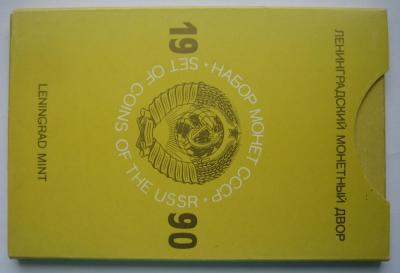 ЛЕНИНГРАДСКИЙ МОНЕТНЫЙ ДВОР
19 90
• НАБОР МОНЕТ СССР •
SET OF COINS OF THE USSR
LENINGRAD MINT